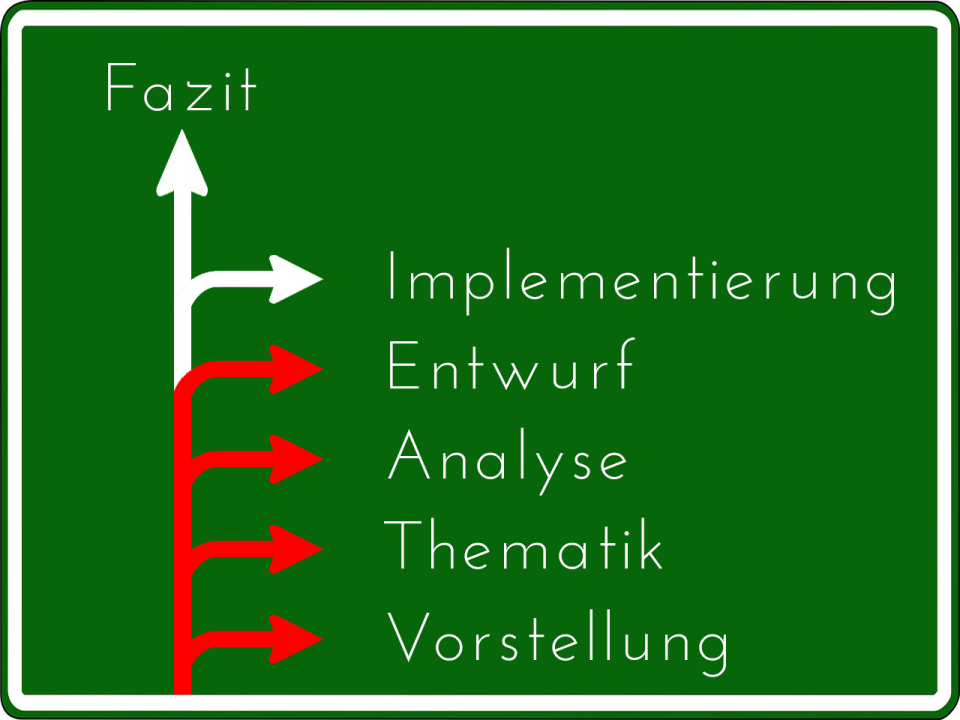 Fazit
Implementierung
Entwurf
Analyse
Thematik
Vorstellung